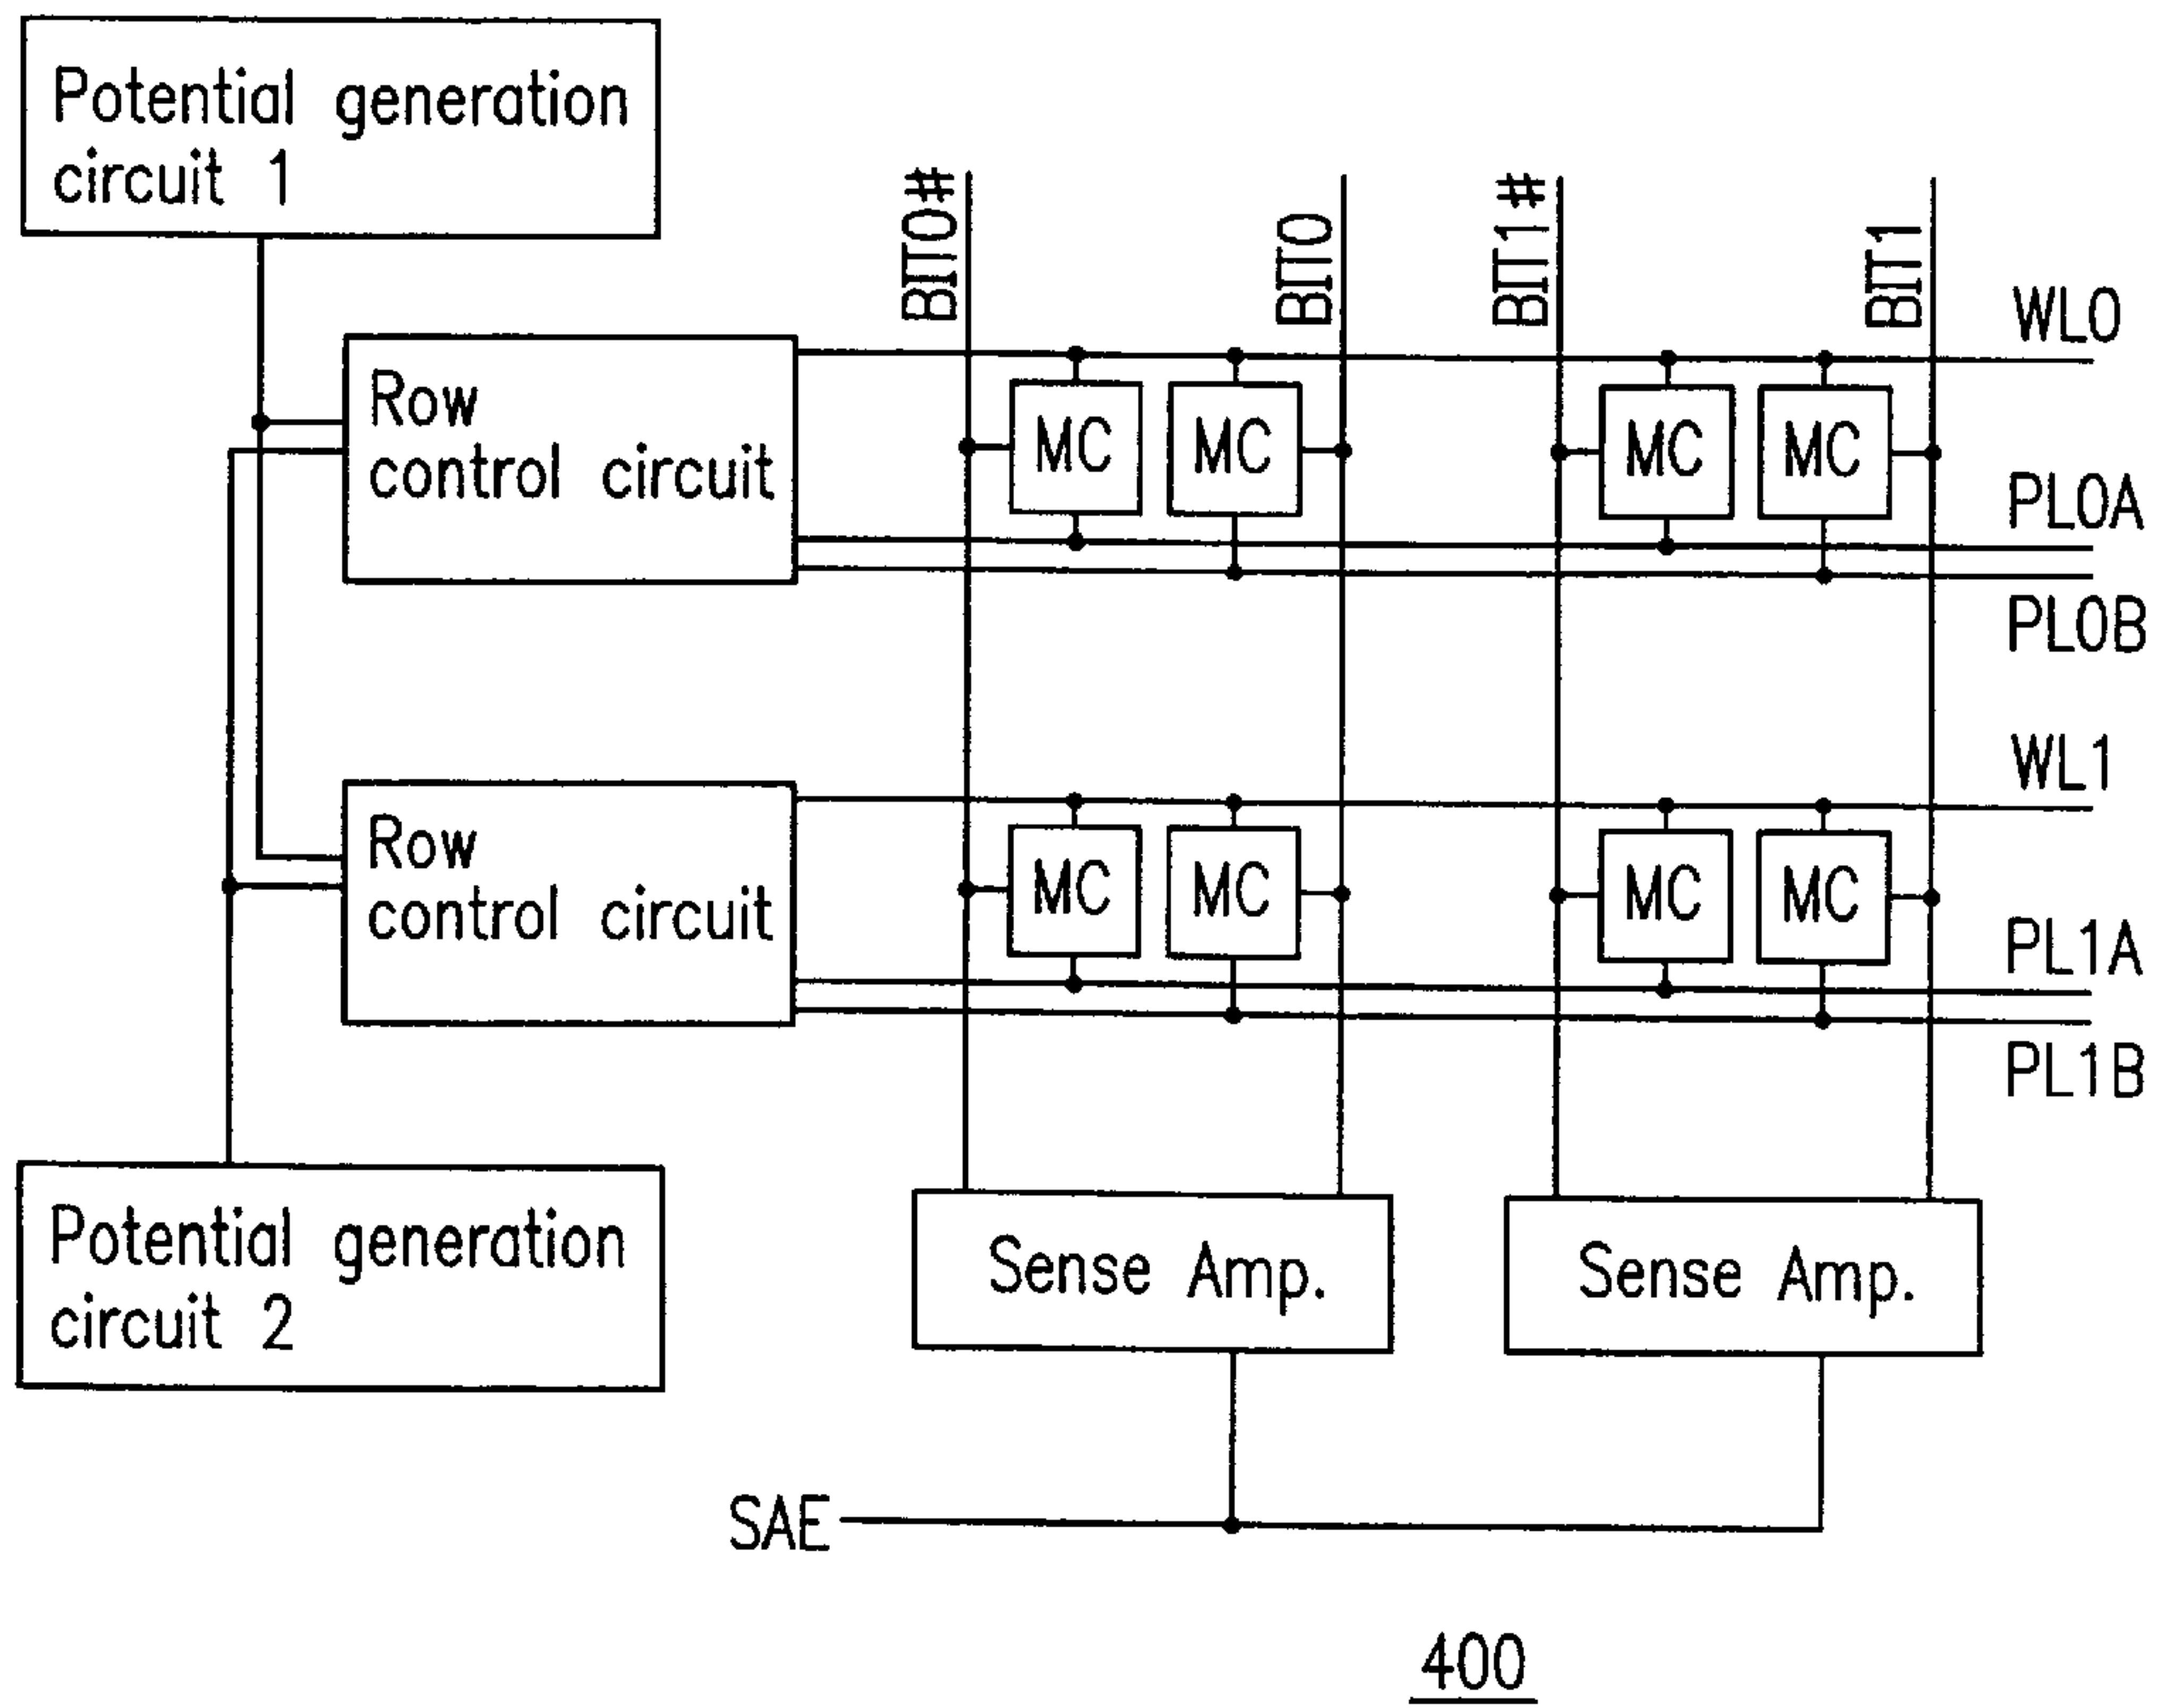 Potential generation
circuit 1
BIT0#
BIT0
BIT1#
BIT1
WL0
Row
control circuit
MC
MC
MC
MC
PL0A
PL0B
WL1
Row
control circuit
MC
MC
MC
MC
PL1A
PL1B
Potential generation
circuit 2
Sense Amp.
Sense Amp.
SAE
400